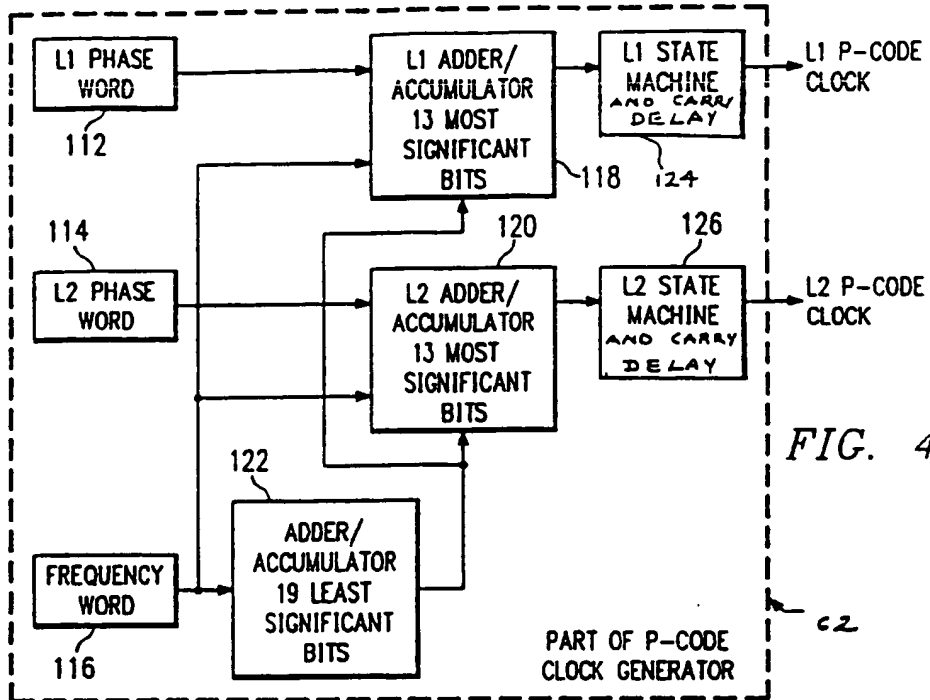 L1 PHASE
WORD
112
L1 ADDER/
ACCUMULATOR
13 MOST
SIGNIFICANT
BITS
118
L1 STATE
MACHINE
AND CARRY
DELAY
124
L1 P-CODE
CLOCK
114
L2 PHASE
WORD
120
L2 ADDER/
ACCUMULATOR
13 MOST
SIGNIFICANT
BITS
126
L2 STATE
MACHINE
AND CARRY
DELAY
L2 P-CODE
CLOCK
FIG. 4
122
ADDER/
ACCUMULATOR
19 LEAST
SIGNIFICANT
BITS
FREQUENCY
WORD
116
PART OF P-CODE
CLOCK GENERATOR
62